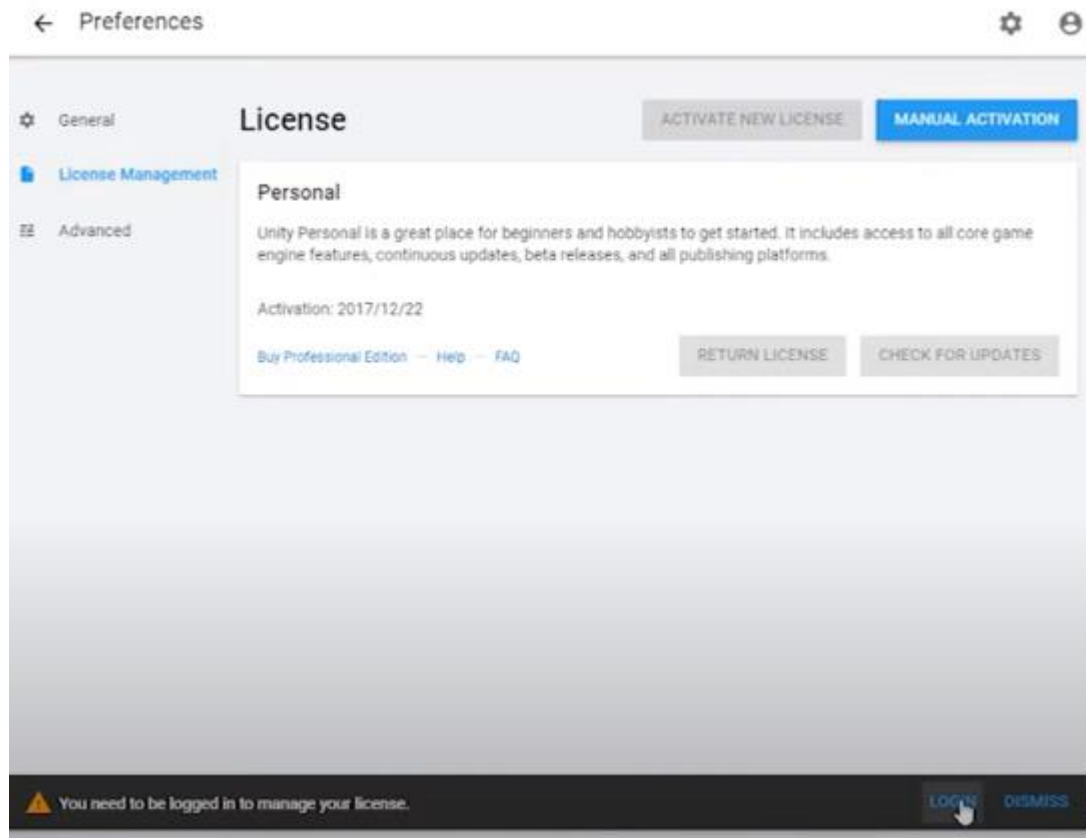 Preferences
General
License
ACTIVATE NEW LICENSE
MANUAL ACTIVATION
License Management
Personal
Advanced
Unity Personal is a great place for beginners and hobbyists to get started. It includes access to all core game
engine features, continuous updates, beta releases, and all publishing platforms.
Activation: 2017/12/22
Buy Professional Edition — Help — FAQ
RETURN LICENSE
CHECK FOR UPDATES
You need to be logged in to manage your license.
LOGIN
DISMISS